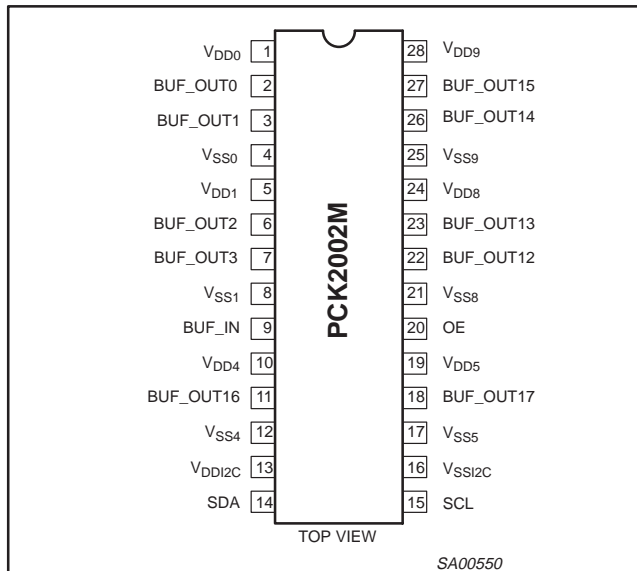 VDD0 1 28 VDD9
BUF_OUT0 2 27 BUF_OUT15
BUF_OUT1 3 26 BUF_OUT14
VSS0 4 25 VSS9
VDD1 5 24 VDD8
BUF_OUT2 6 23 BUF_OUT13
BUF_OUT3 7 22 BUF_OUT12
VSS1 8 21 VSS8
BUF_IN 9 20 OE
VDD4 10 19 VDD5
BUF_OUT16 11 18 BUF_OUT17
VSS4 12 17 VSS5
VDDI2C 13 16 VSSI2C
SDA 14 15 SCL
PCK2002M
TOP VIEW
SA00550